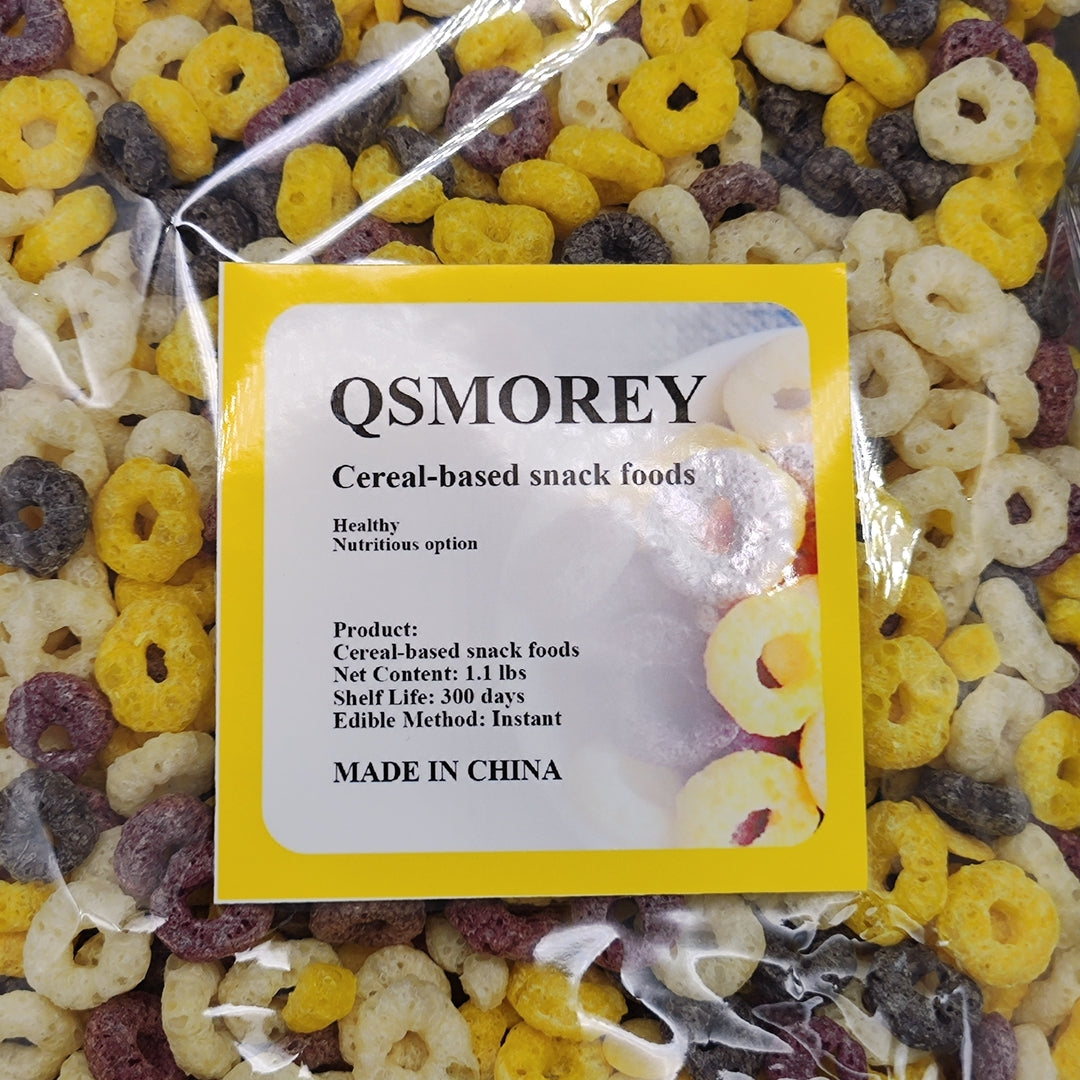 QSMOREY
Cereal-based snack foods
Healthy
Nutritious option
Product:
Cereal-based snack foods
Net Content: 1.1 lbs
Shelf Life: 300 days
Edible Method: Instant
MADE IN CHINA